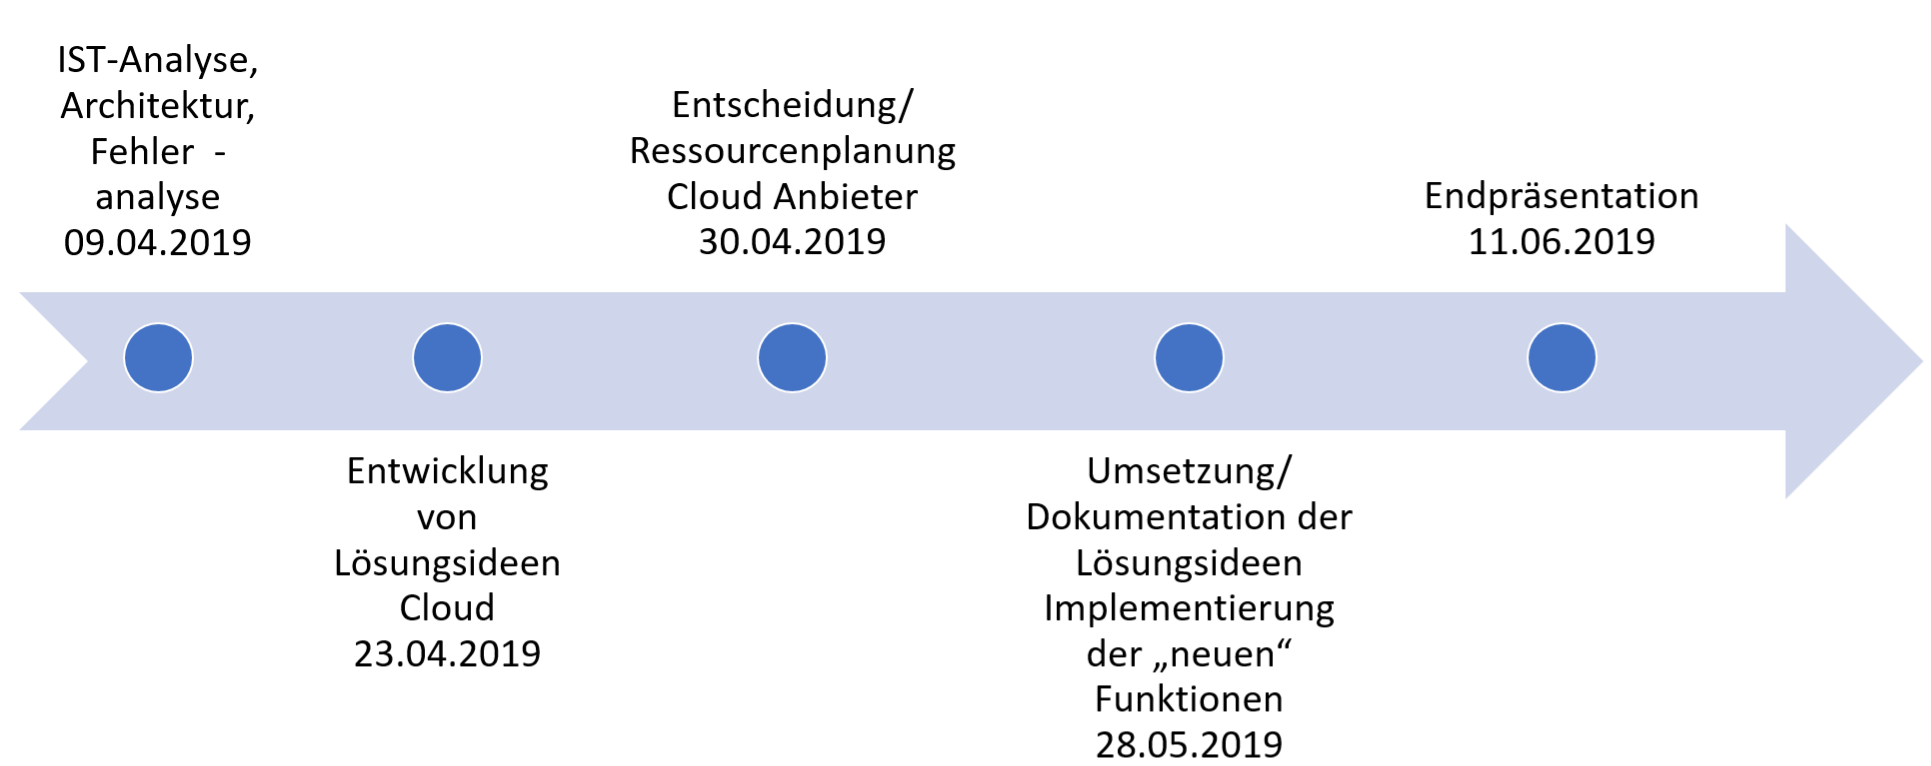 IST-Analyse,
Architektur,
Fehler -
analyse
09.04.2019
Entwicklung
von
Lösungsideen
Cloud
23.04.2019
Entscheidung/
Ressourcenplanung
Cloud Anbieter
30.04.2019
Umsetzung/
Dokumentation der
Lösungsideen
Implementierung
der „neuen“
Funktionen
28.05.2019
Endpräsentation
11.06.2019